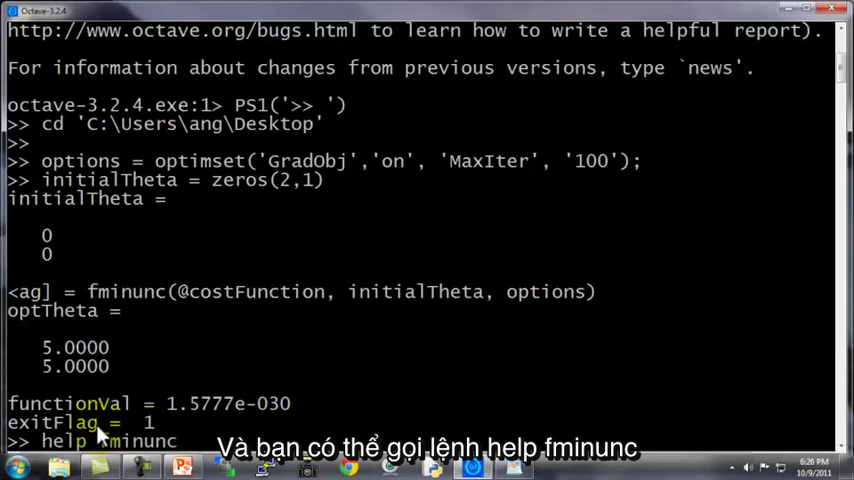 Octave-3.2.4
http://www.octave.org/bugs.html to learn how to write a helpful report).
For information about changes from previous versions, type `news'.
octave-3.2.4.exe:1> PS1('>> ')
>> cd 'C:\Users\ang\Desktop'
>>
>> options = optimset('GradObj','on', 'MaxIter', '100');
>> initialTheta = zeros(2,1)
initialTheta =
0
0
<ag] = fminunc(@costFunction, initialTheta, options)
optTheta =
5.0000
5.0000
functionVal = 1.5777e-030
exitFlag = 1
>> help fminunc
Và bạn có thể gọi lệnh help fminunc
6:26 PM
10/9/2011